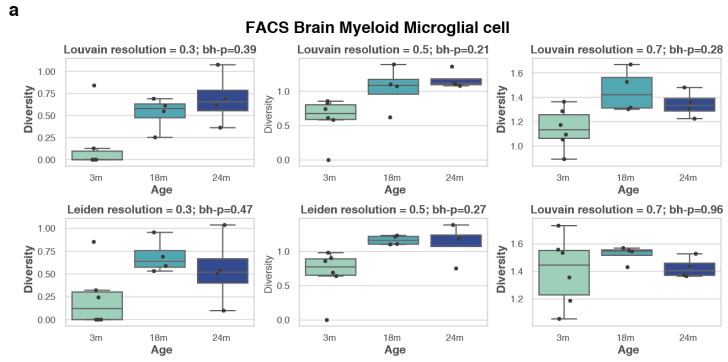 a
FACS Brain Myeloid Microglial cell
Louvain resolution = 0.3; bh-p=0.39
Louvain resolution = 0.5; bh-p=0.21
Louvain resolution = 0.7; bh-p=0.28
Diversity
1.00
0.75
0.50
0.25
0.00
3m 18m 24m
Age
Diversity
1.0
0.5
0.0
3m 18m 24m
Age
Diversity
1.6
1.4
1.2
1.0
3m 18m 24m
Age
Leiden resolution = 0.3; bh-p=0.47
Leiden resolution = 0.5; bh-p=0.27
Louvain resolution = 0.7; bh-p=0.96
Diversity
1.00
0.75
0.50
0.25
0.00
3m 18m 24m
Age
Diversity
1.0
0.5
0.0
3m 18m 24m
Age
Diversity
1.6
1.4
1.2
3m 18m 24m
Age